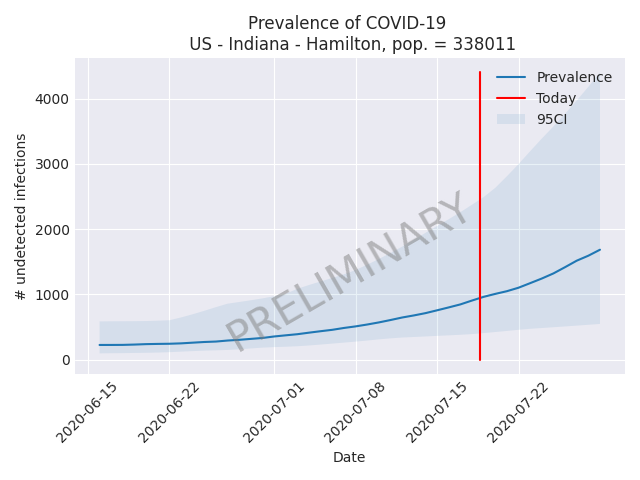 Prevalence of COVID-19
US - Indiana - Hamilton, pop. = 338011
Prevalence
Today
95CI
# undetected infections
4000
3000
2000
1000
0
PRELIMINARY
2020-06-15
2020-06-22
2020-07-01
2020-07-08
2020-07-15
2020-07-22
Date